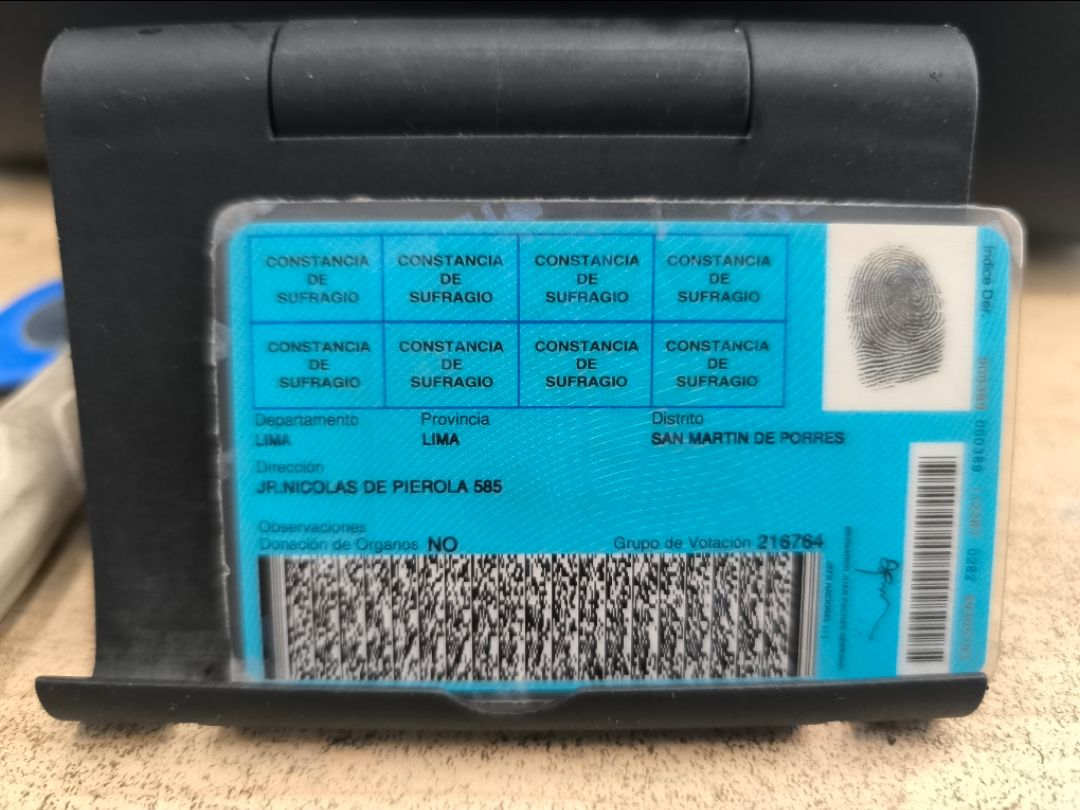 CONSTANCIA DE SUFRAGIO
CONSTANCIA DE SUFRAGIO
CONSTANCIA DE SUFRAGIO
CONSTANCIA DE SUFRAGIO
CONSTANCIA DE SUFRAGIO
CONSTANCIA DE SUFRAGIO
CONSTANCIA DE SUFRAGIO
CONSTANCIA DE SUFRAGIO
Departamento Provincia Distrito
LIMA LIMA SAN MARTIN DE PORRES
Dirección
JR.NICOLAS DE PIEROLA 585
Observaciones
Donación de Organos NO Grupo de Votación 216764
Indice Der.